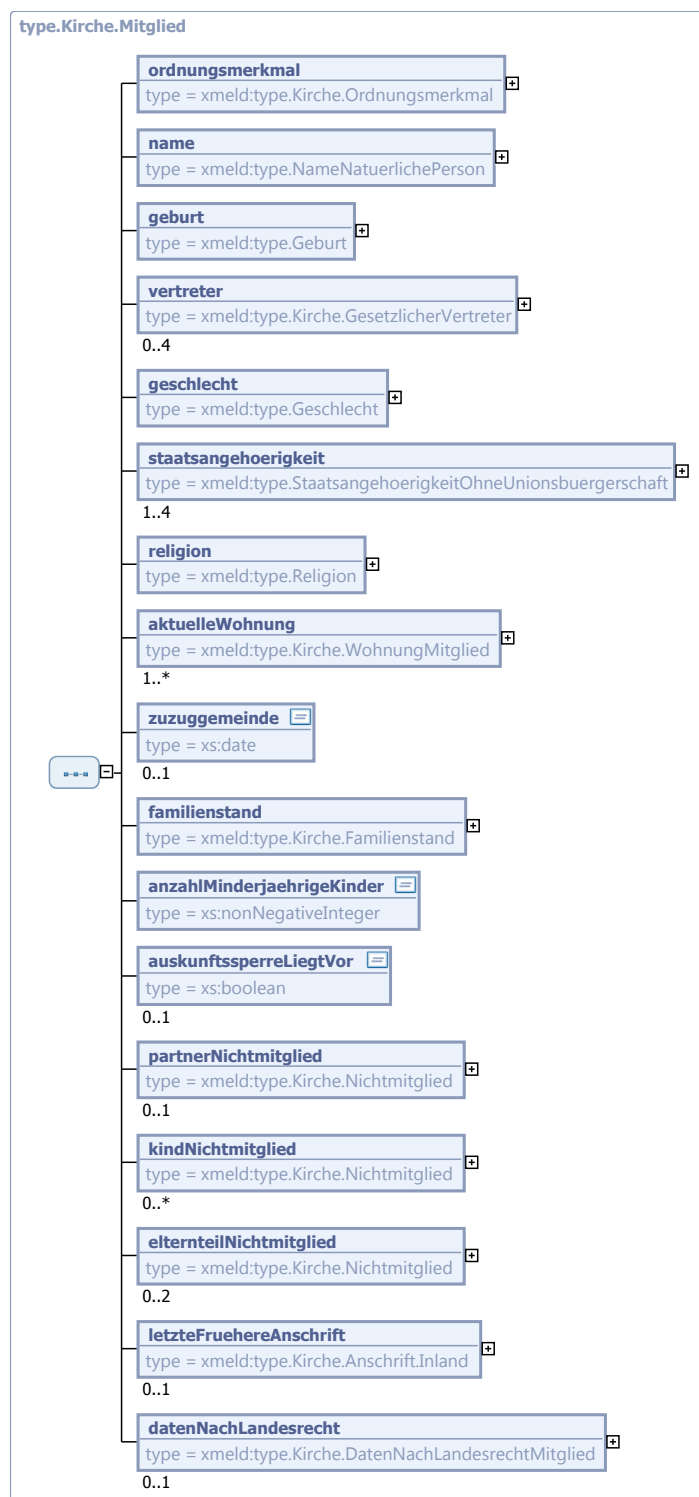 type.Kirche.Mitglied
ordnungsmerkmal
type = xmeld:type.Kirche.Ordnungsmerkmal
name
type = xmeld:type.NameNatuerlichePerson
geburt
type = xmeld:type.Geburt
vertreter
type = xmeld:type.Kirche.GesetzlicherVertreter
0..4
geschlecht
type = xmeld:type.Geschlecht
staatsangehoerigkeit
type = xmeld:type.StaatsangehoerigkeitOhneUnionsbuergerschaft
1..4
religion
type = xmeld:type.Religion
aktuelleWohnung
type = xmeld:type.Kirche.WohnungMitglied
1..*
zuzuggemeinde
type = xs:date
0..1
familienstand
type = xmeld:type.Kirche.Familienstand
anzahlMinderjaehrigeKinder
type = xs:nonNegativeInteger
auskunftssperreLiegtVor
type = xs:boolean
0..1
partnerNichtmitglied
type = xmeld:type.Kirche.Nichtmitglied
0..1
kindNichtmitglied
type = xmeld:type.Kirche.Nichtmitglied
0..*
elternteilNichtmitglied
type = xmeld:type.Kirche.Nichtmitglied
0..2
letzteFruehereAnschrift
type = xmeld:type.Kirche.Anschrift.Inland
0..1
datenNachLandesrecht
type = xmeld:type.Kirche.DatenNachLandesrechtMitglied
0..1